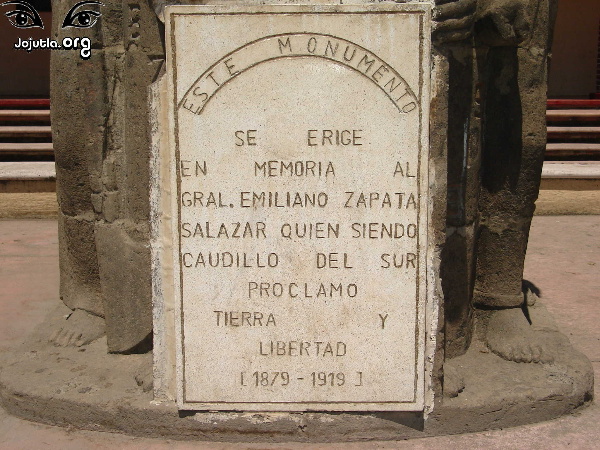 Jojutla.org
ESTE MONUMENTO
SE ERIGE
EN MEMORIA AL
GRAL. EMILIANO ZAPATA
SALAZAR QUIEN SIENDO
CAUDILLO DEL SUR
PROCLAMO
TIERRA Y
LIBERTAD
[1879 - 1919]